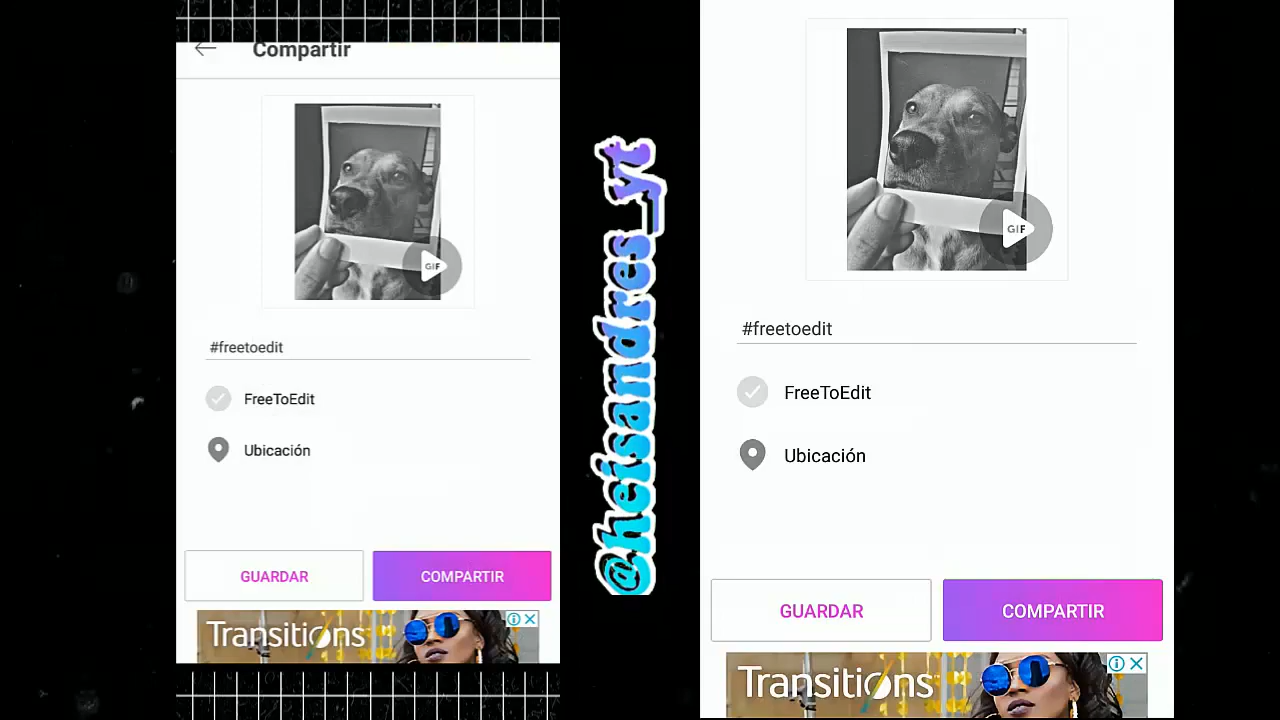 Compartir
GIF
#freetoedit
FreeToEdit
Ubicación
GUARDAR
COMPARTIR
Transitions
@heisandres_yt
GIF
#freetoedit
FreeToEdit
Ubicación
GUARDAR
COMPARTIR
Transitions